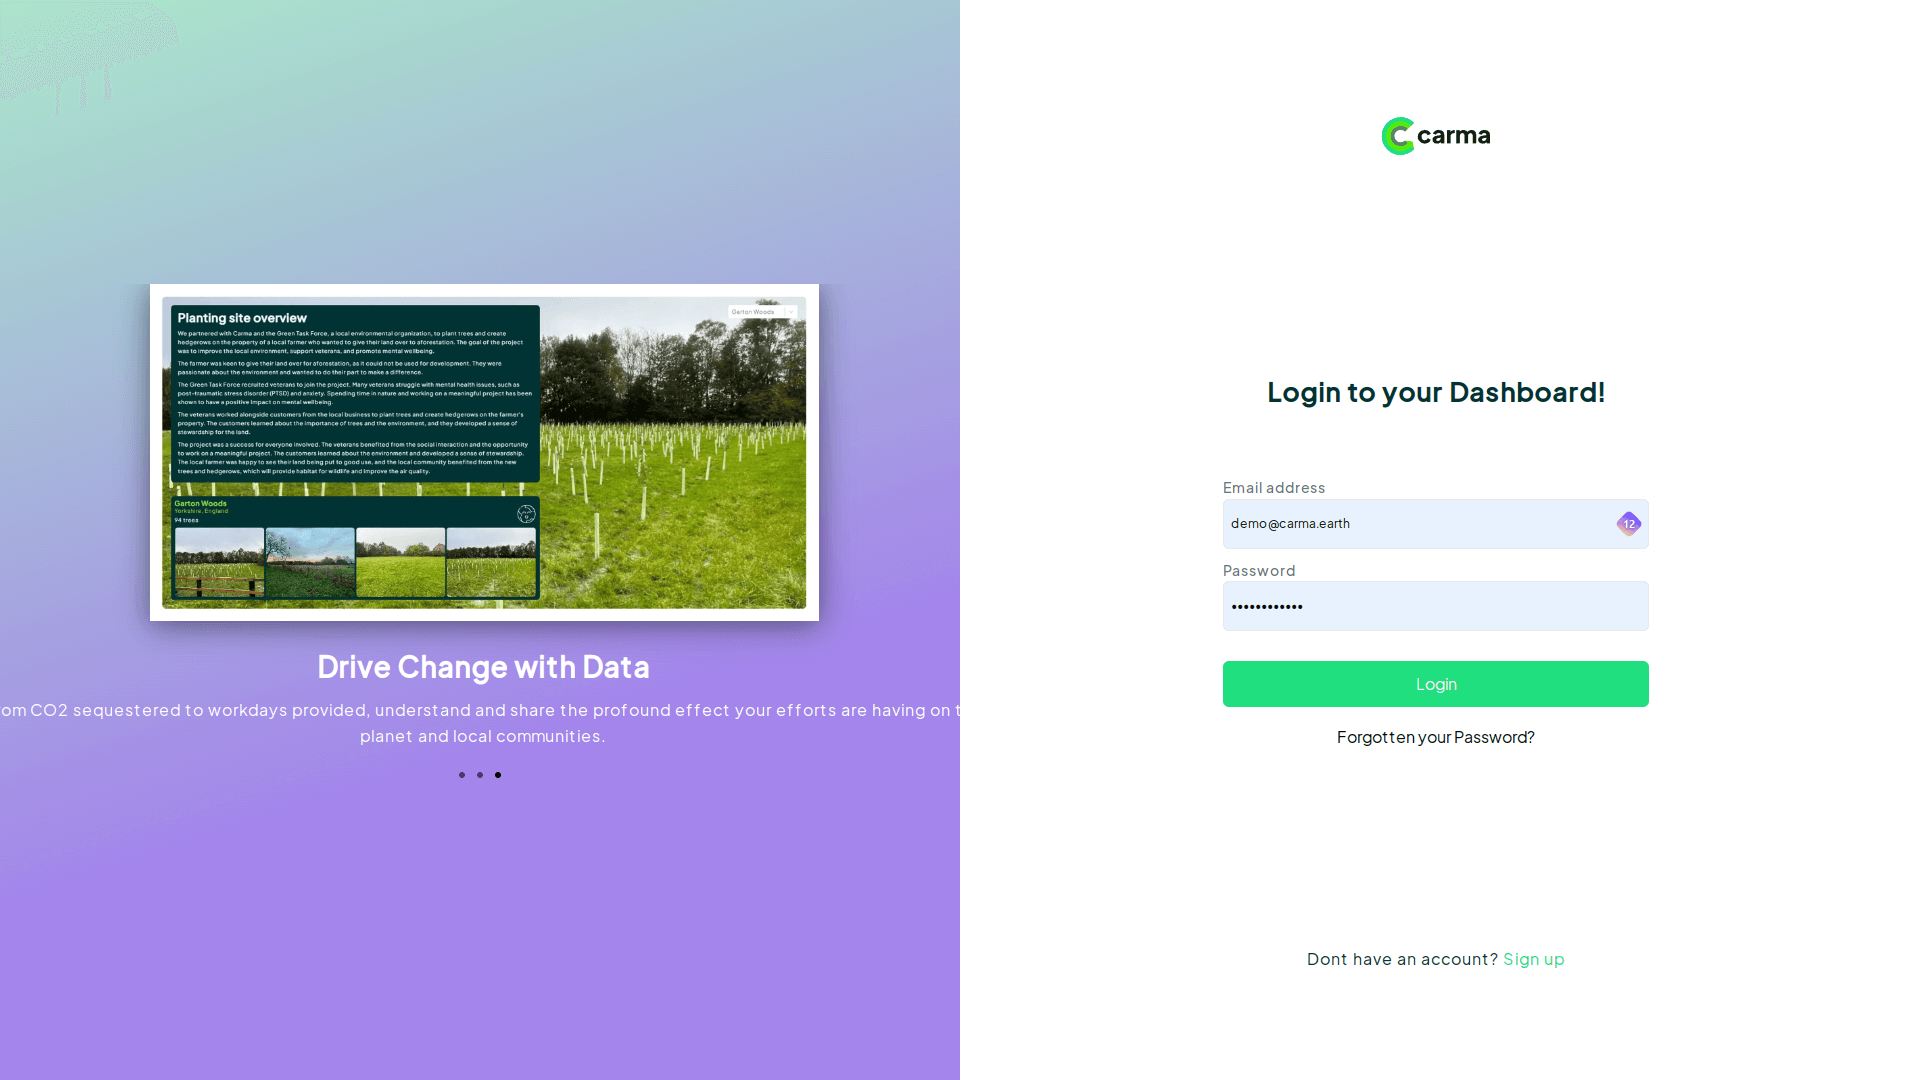 Planting site overview
We partnered with Carma and the Green Task Force, a local environmental organization, to plant trees and create
hedgerows on the property of a local farmer who wanted to give their land over to aforestation. The goal of the project
was to improve the local environment, support veterans, and promote mental wellbeing.
The farmer was keen to give their land over for aforestation, as it could not be used for development. They were
passionate about the environment and wanted to do their part to make a difference.
The Green Task Force recruited veterans to join the project. Many veterans struggle with mental health issues, such as
post-traumatic stress disorder (PTSD) and anxiety. Spending time in nature and working on a meaningful project has been
shown to have a positive impact on mental wellbeing.
The veterans worked alongside customers from the local business to plant trees and create hedgerows on the farmer's
property. The customers learned about the importance of trees and the environment, and they developed a sense of
stewardship for the land.
The project was a success for everyone involved. The veterans benefited from the social interaction and the opportunity
to work on a meaningful project. The customers learned about the environment and developed a sense of stewardship.
The local farmer was happy to see their land being put to good use, and the local community benefited from the new
trees and hedgerows, which will provide habitat for wildlife and improve the air quality.
Garton Woods
Garton Woods
Yorkshire, England
94 trees
Drive Change with Data
om CO2 sequestered to workdays provided, understand and share the profound effect your efforts are having on t
planet and local communities.
carma
Login to your Dashboard!
Email address
demo@carma.earth
12
Password
••••••••••••
Login
Forgotten your Password?
Dont have an account? Sign up